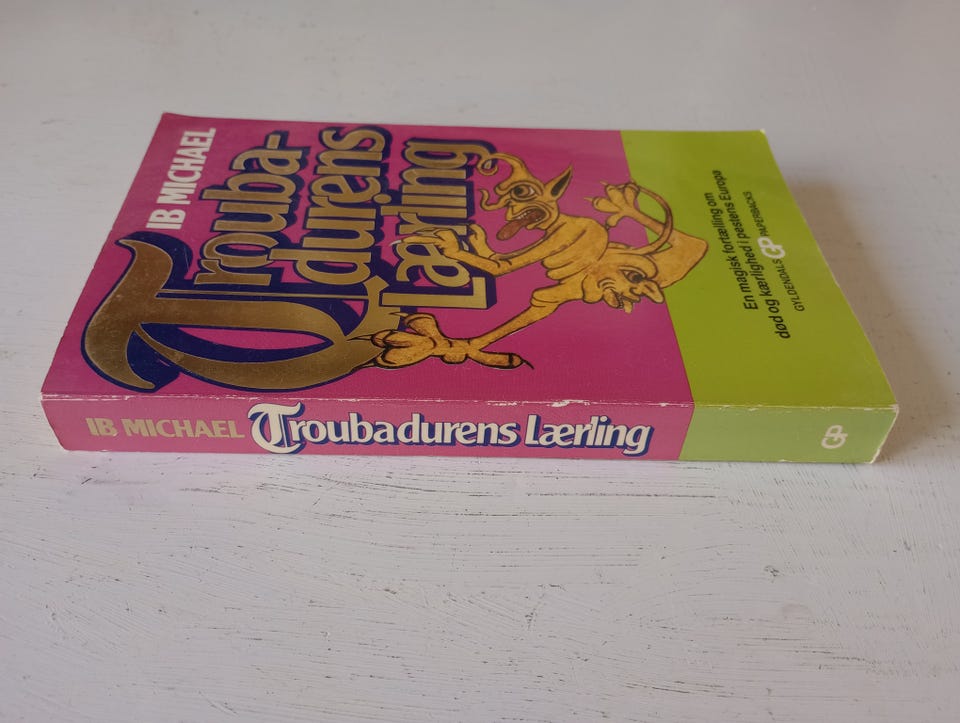 IB MICHAEL
Trouba-
durens
Lærling
En magisk fortælling om
død og kærlighed i pestens Europa
GYLDENDALS GP PAPERBACKS
IB MICHAEL Troubadurens Lærling GP